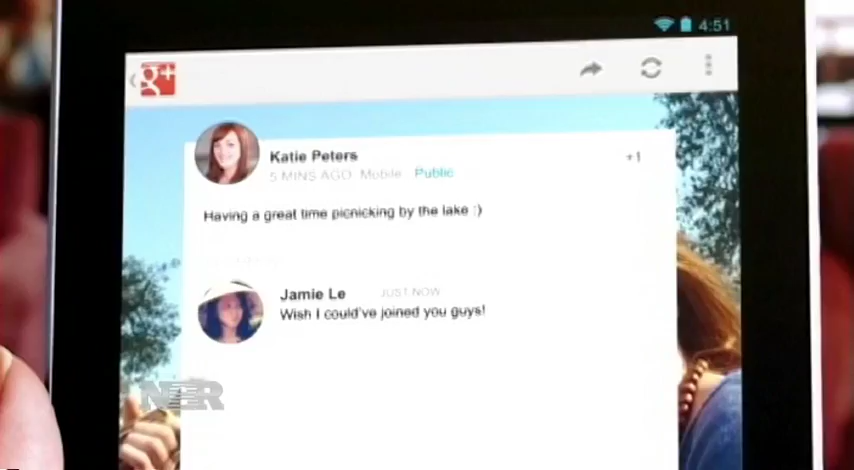 4:51
g+
Katie Peters
+1
5 MINS AGO Mobile Public
Having a great time picnicking by the lake :)
Jamie Le JUST NOW
Wish I could've joined you guys!
NBR